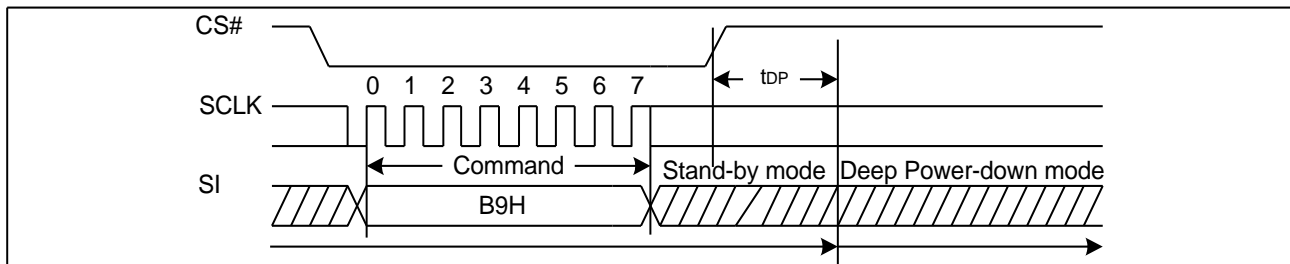 CS#
tDP
0 1 2 3 4 5 6 7
SCLK
Command
Stand-by mode Deep Power-down mode
SI
B9H